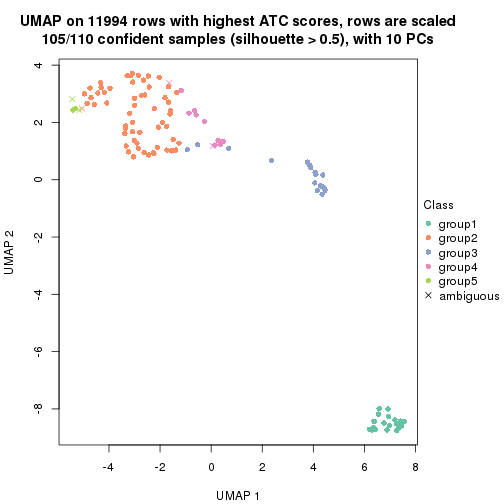 UMAP on 11994 rows with highest ATC scores, rows are scaled
105/110 confident samples (silhouette > 0.5), with 10 PCs
4
2
0
-2
-4
-6
-8
UMAP 2
-4
-2
0
2
4
6
8
UMAP 1
Class
group1
group2
group3
group4
group5
ambiguous